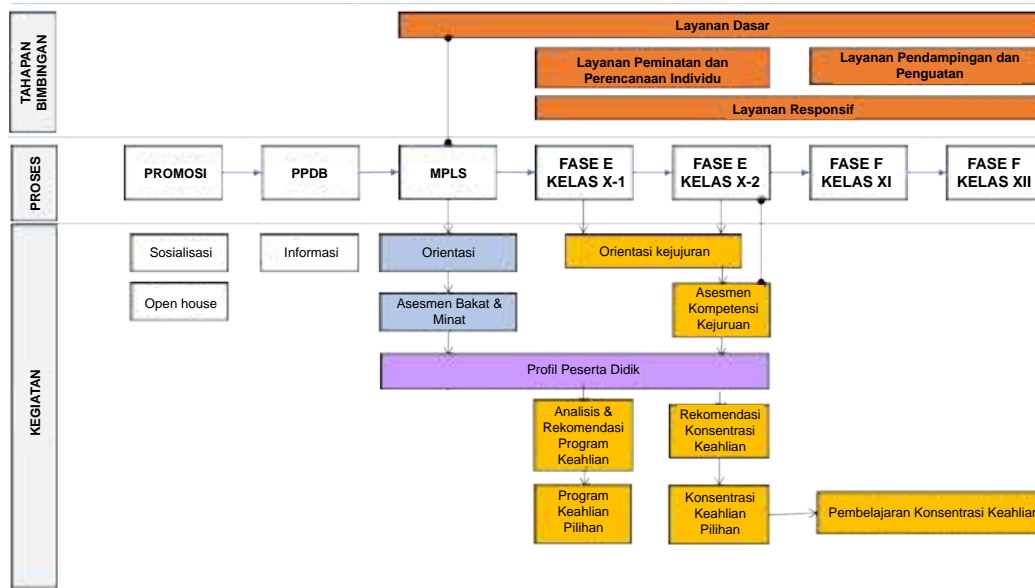 TAHAPAN
BIMBINGAN
Layanan Dasar
Layanan Peminatan dan
Perencanaan Individu
Layanan Pendampingan dan
Penguatan
Layanan Responsif
PROSES
PROMOSI
PPDB
MPLS
FASE E
KELAS X-1
FASE E
KELAS X-2
FASE F
KELAS XI
FASE F
KELAS XII
KEGIATAN
Sosialisasi
Informasi
Orientasi
Orientasi kejujuran
Open house
Asesmen Bakat &
Minat
Asesmen
Kompetensi
Kejuruan
Profil Peserta Didik
Analisis &
Rekomendasi
Program
Keahlian
Rekomendasi
Konsentrasi
Keahlian
Program
Keahlian
Pilihan
Konsentrasi
Keahlian
Pilihan
Pembelajaran Konsentrasi Keahlian